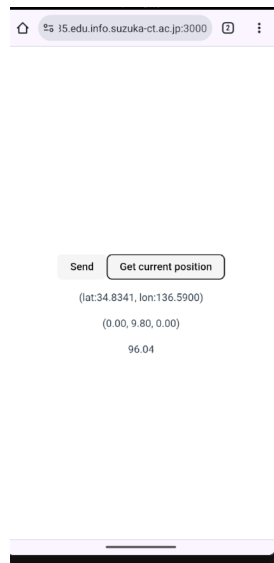 35.edu.info.suzuka-ct.ac.jp:3000 2
Send Get current position
(lat:34.8341, lon:136.5900)
(0.00, 9.80, 0.00)
96.04